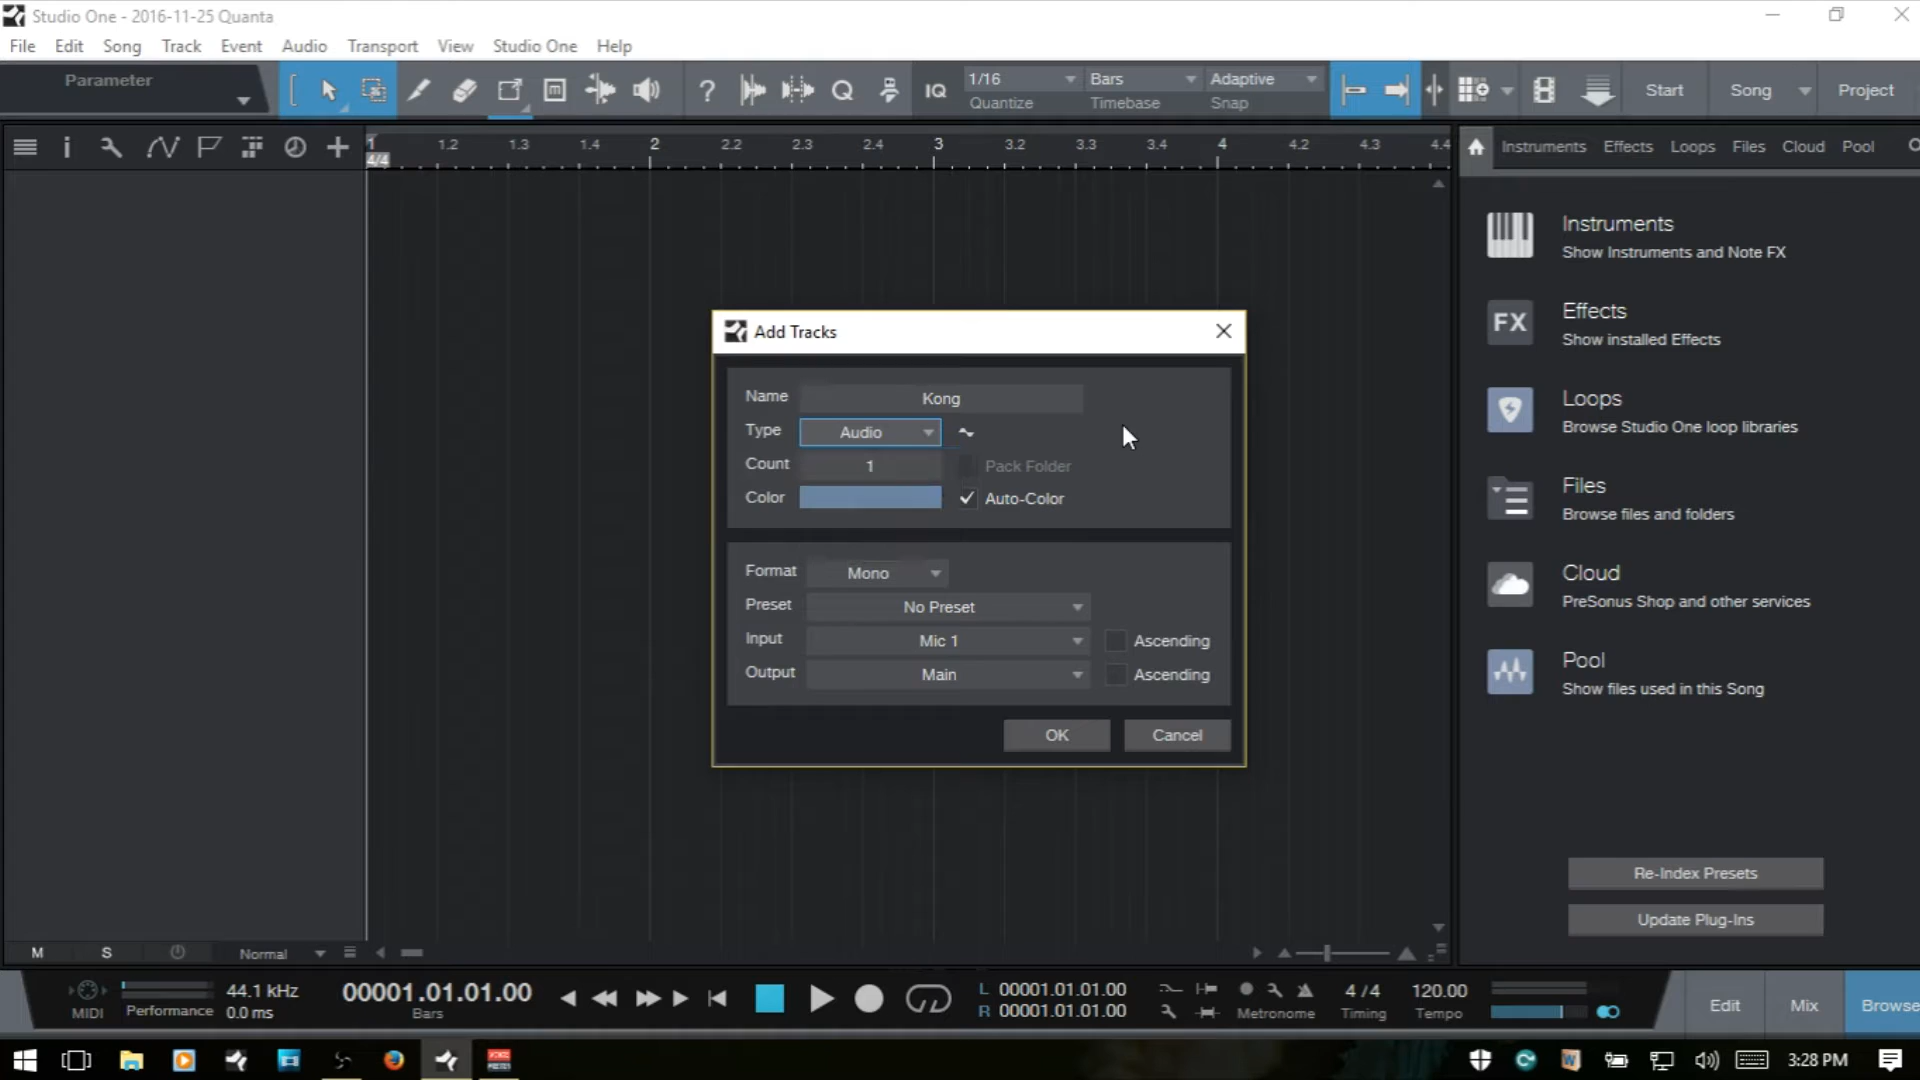 Studio One - 2016-11-25 Quanta
File Edit Song Track Event Audio Transport View Studio One Help
Parameter
1/16 Bars Adaptive
Quantize Timebase Snap
IQ
Start Song Project
1 1.2 1.3 1.4 2 2.2 2.3 2.4 3 3.2 3.3 3.4 4 4.2 4.3 4.4
4/4
Instruments Effects Loops Files Cloud Pool
Instruments
Show Instruments and Note FX
FX
Effects
Show installed Effects
Loops
Browse Studio One loop libraries
Files
Browse files and folders
Cloud
PreSonus Shop and other services
Pool
Show files used in this Song
Re-Index Presets
Update Plug-Ins
Add Tracks
Name Kong
Type Audio
Count 1 Pack Folder
Color Auto-Color
Format Mono
Preset No Preset
Input Mic 1 Ascending
Output Main Ascending
OK Cancel
M S Normal
MIDI
Performance
44.1 kHz
0.0 ms
00001.01.01.00
Bars
L 00001.01.01.00
R 00001.01.01.00
Metronome
4 / 4
Timing
120.00
Tempo
Edit Mix Browse
3:28 PM